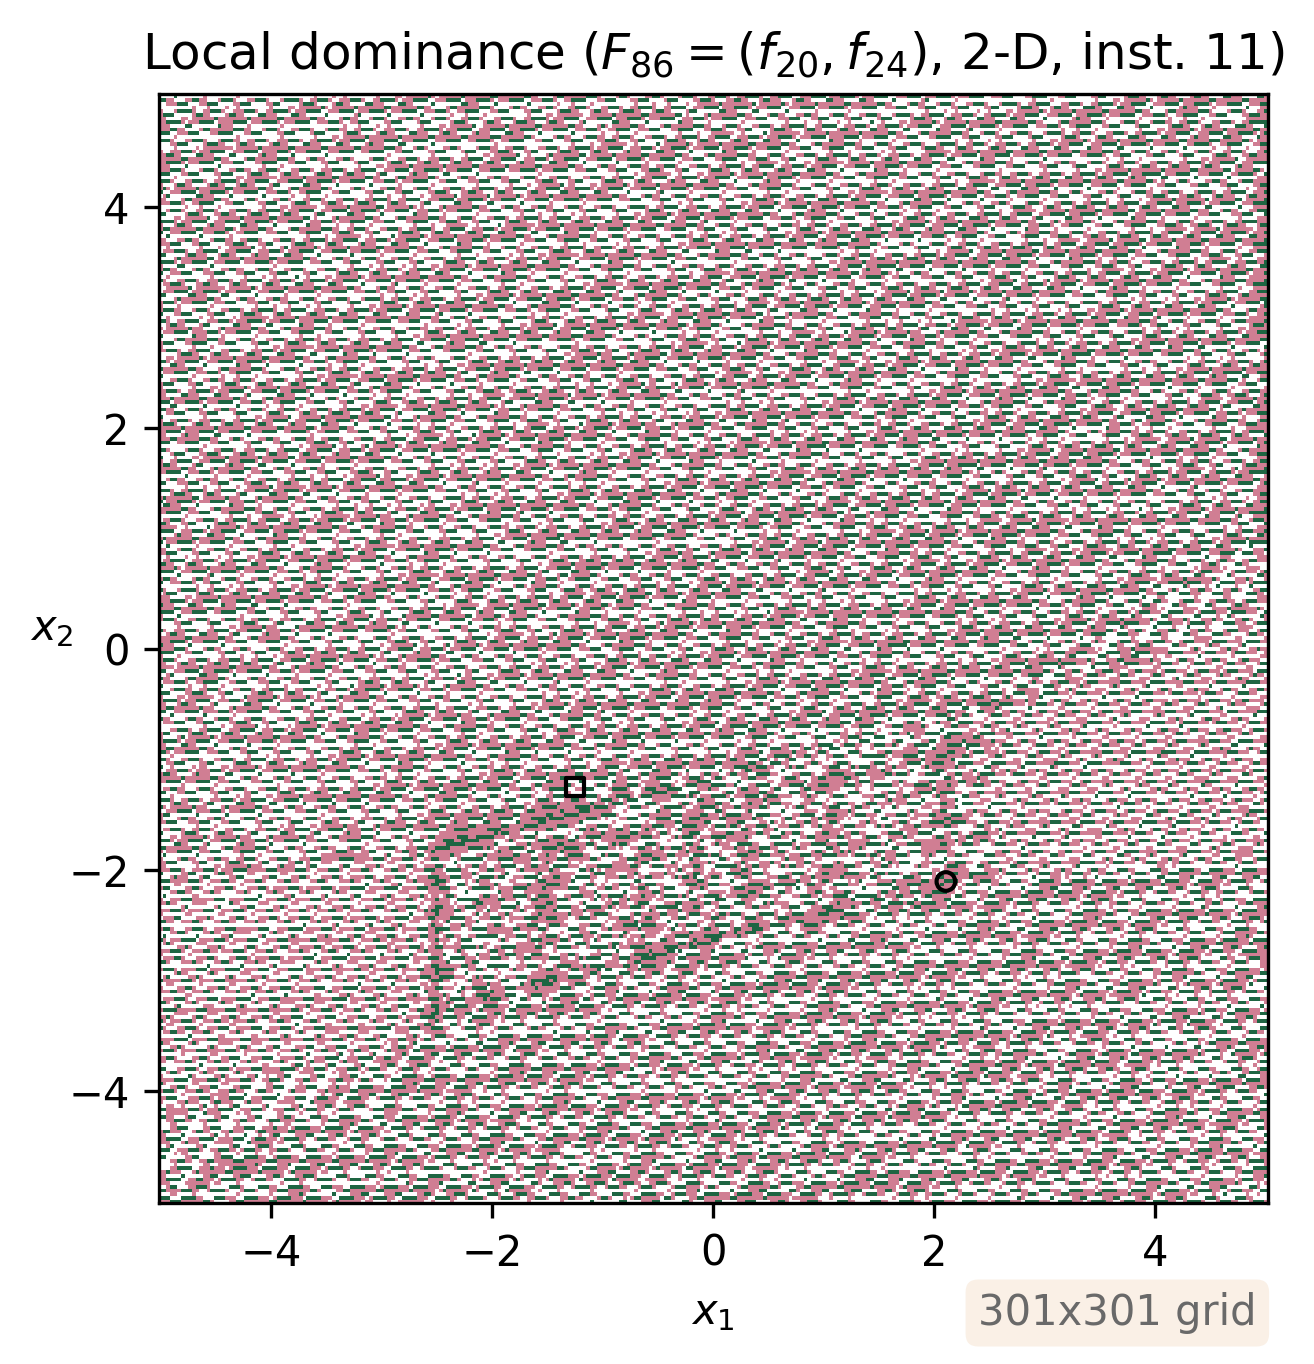 Local dominance (F₈₆ = (f₂₀, f₂₄), 2-D, inst. 11)
4
2
0
−2
−4
x₂
−4 −2 0 2 4
x₁
301x301 grid